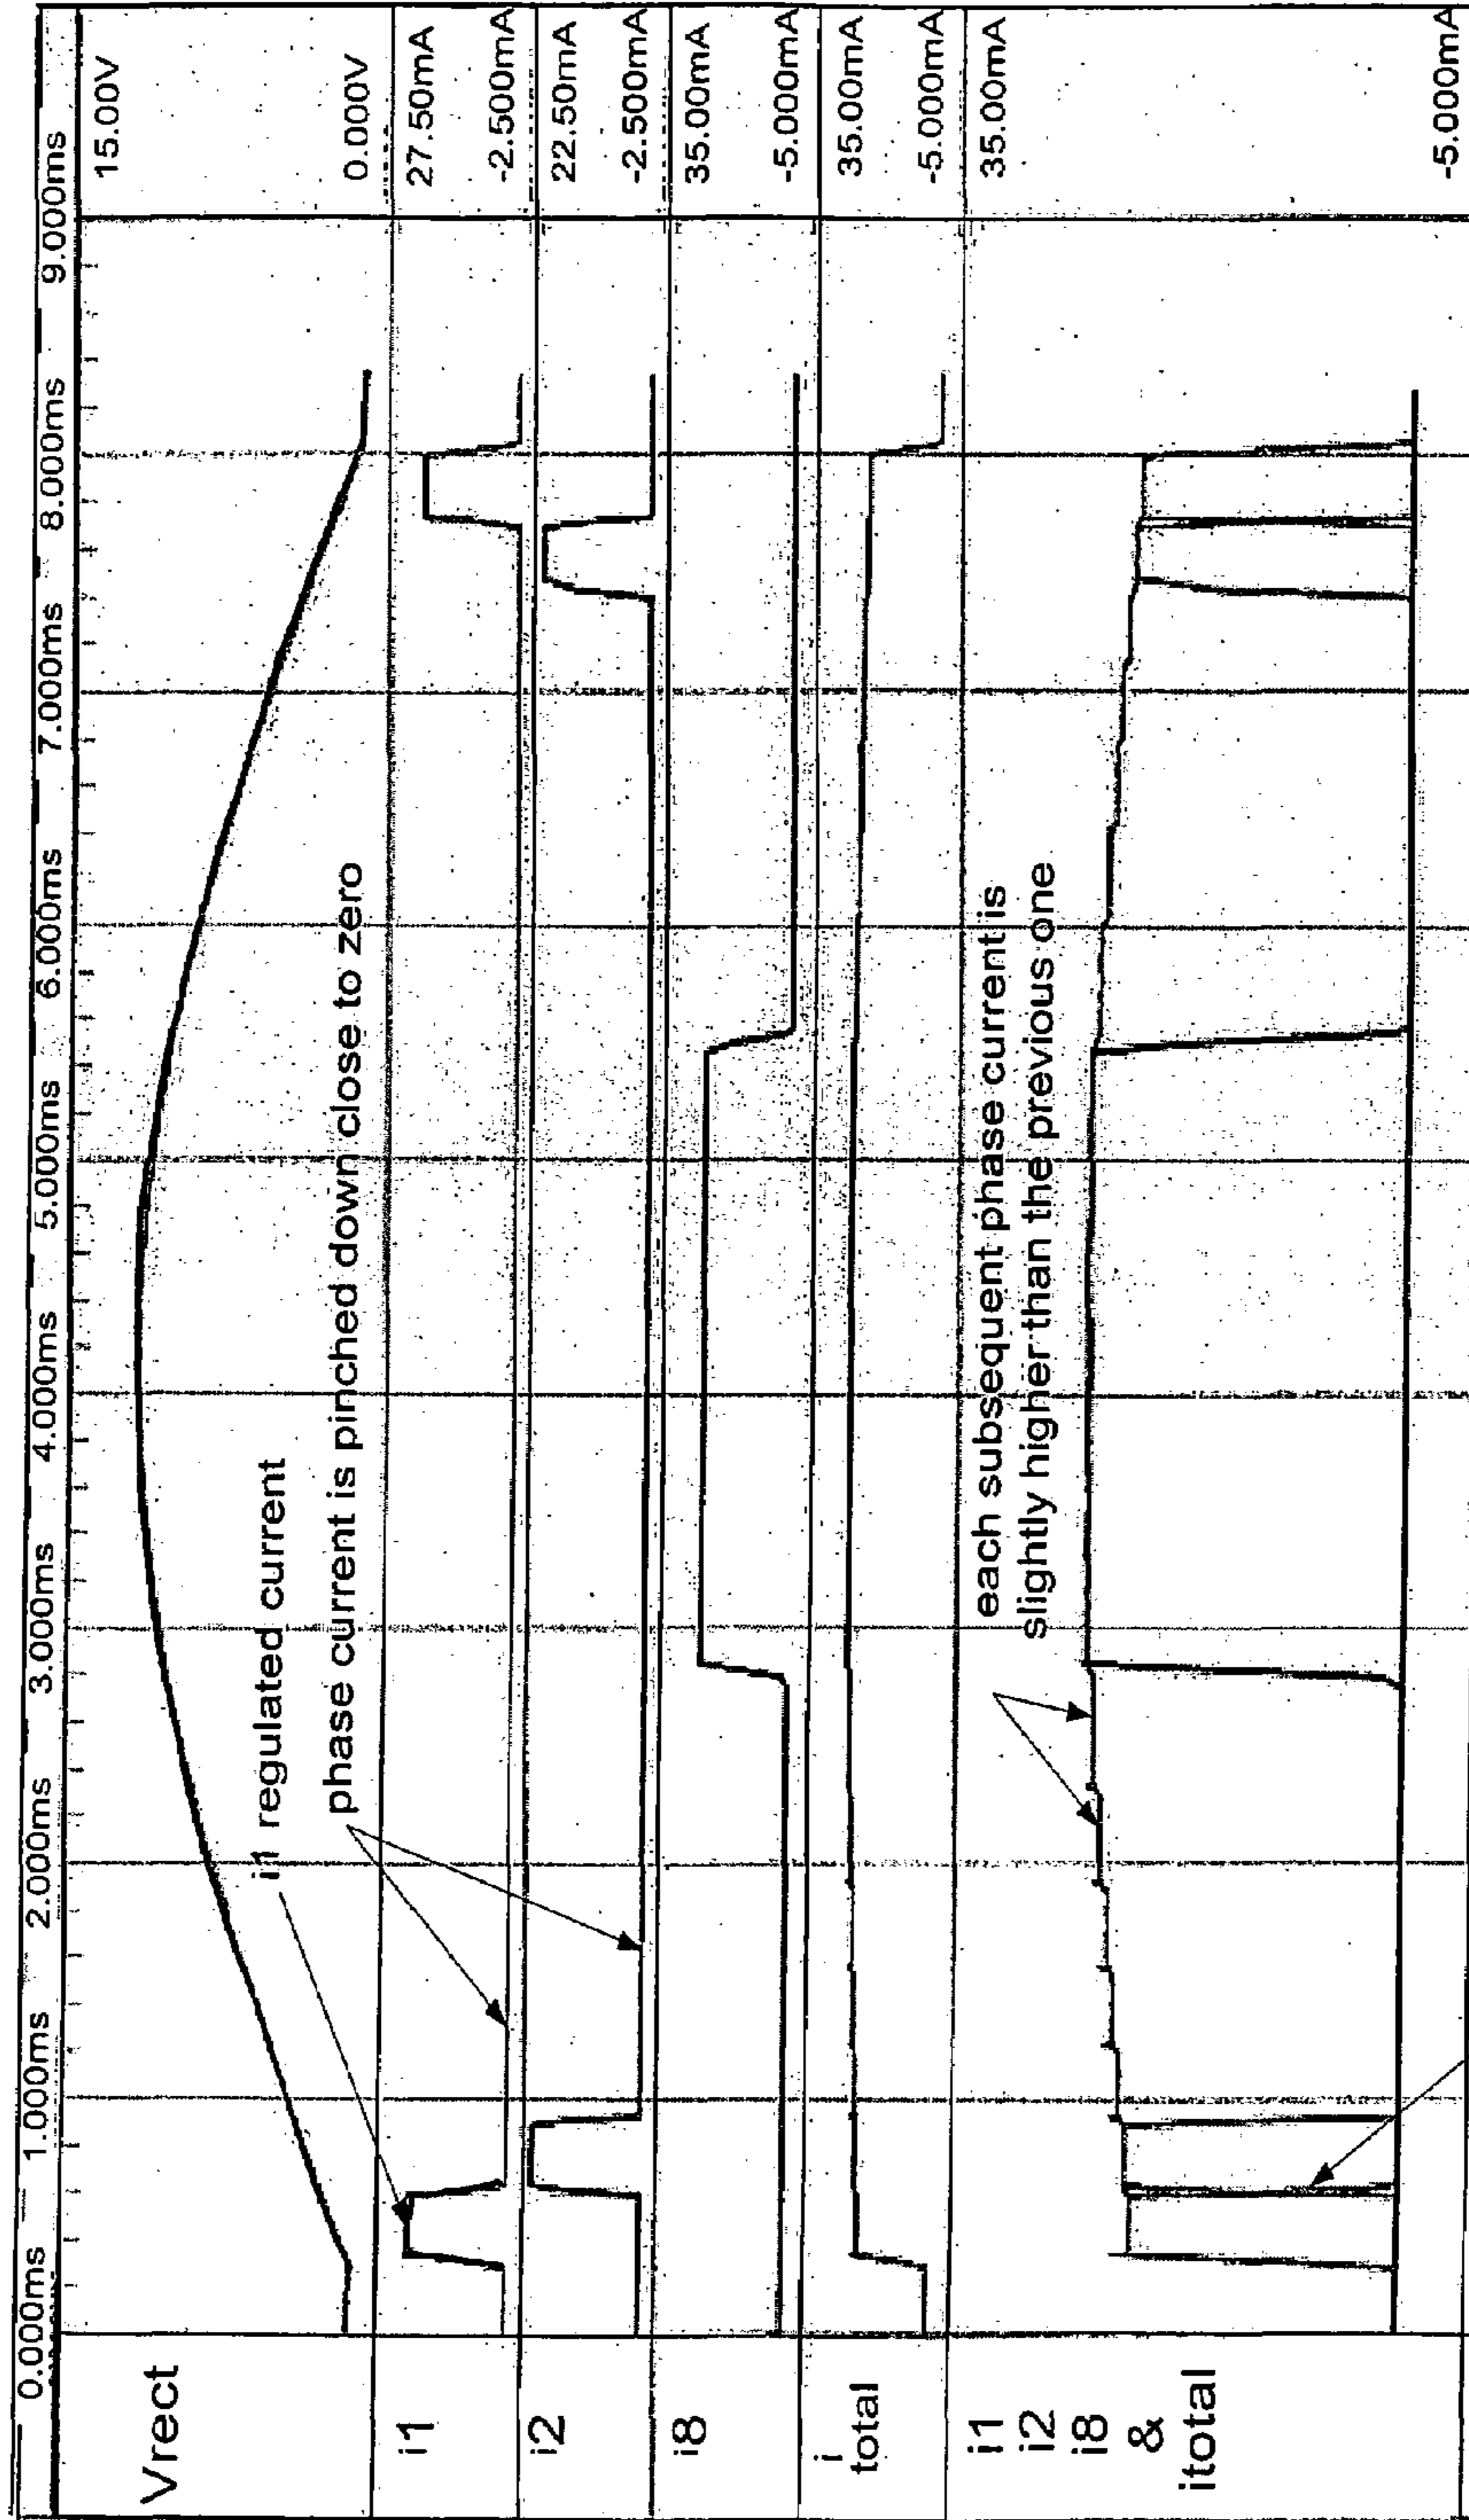 0.000ms 1.000ms 2.000ms 3.000ms 4.000ms 5.000ms 6.000ms 7.000ms 8.000ms 9.000ms
Vrect
15.00V
0.000V
i1 regulated current
phase current is pinched down close to zero
i1
27.50mA
-2.500mA
i2
22.50mA
-2.500mA
i8
35.00mA
-5.000mA
i
total
35.00mA
-5.000mA
i1
i2
i8
&
itotal
35.00mA
-5.000mA
each subsequent phase current is
slightly higher than the previous one